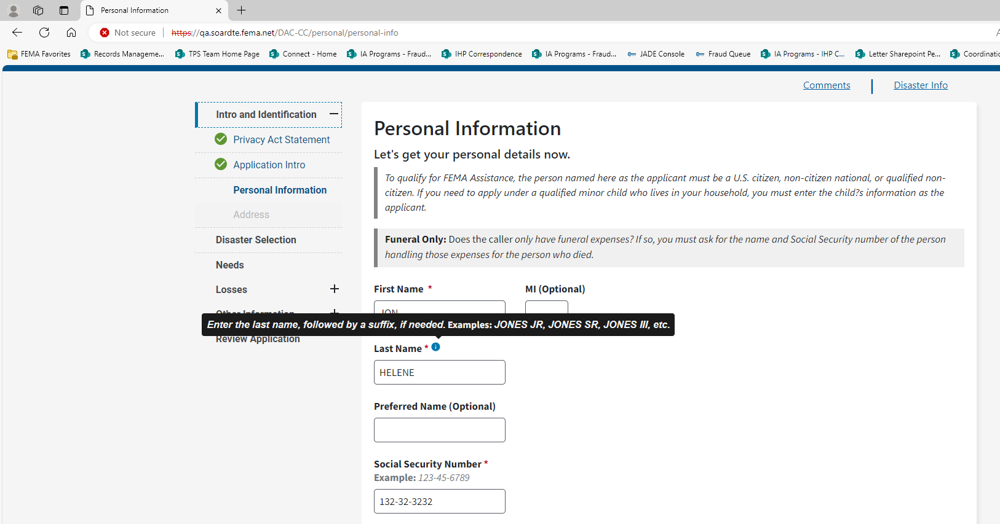 Personal Information
Not secure
https://qa.soardte.fema.net/DAC-CC/personal/personal-info
FEMA Favorites
Records Manageme...
TPS Team Home Page
Connect - Home
IA Programs - Fraud...
IHP Correspondence
IA Programs - Fraud...
JADE Console
Fraud Queue
IA Programs - IHP C...
Letter Sharepoint Pe...
Coordinatio
Comments
Disaster Info
Intro and Identification
Privacy Act Statement
Application Intro
Personal Information
Address
Disaster Selection
Needs
Losses
Other Information
Review Application
Personal Information
Let's get your personal details now.
To qualify for FEMA Assistance, the person named here as the applicant must be a U.S. citizen, non-citizen national, or qualified non-
citizen. If you need to apply under a qualified minor child who lives in your household, you must enter the child?s information as the
applicant.
Funeral Only: Does the caller only have funeral expenses? If so, you must ask for the name and Social Security number of the person
handling those expenses for the person who died.
First Name *
MI (Optional)
JON
Enter the last name, followed by a suffix, if needed. Examples: JONES JR, JONES SR, JONES III, etc.
Last Name *
HELENE
Preferred Name (Optional)
Social Security Number *
Example: 123-45-6789
132-32-3232